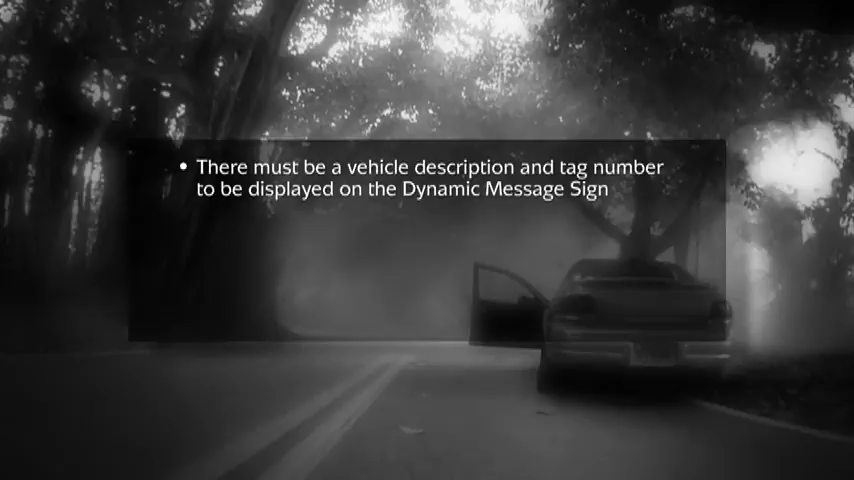 • There must be a vehicle description and tag number
to be displayed on the Dynamic Message Sign